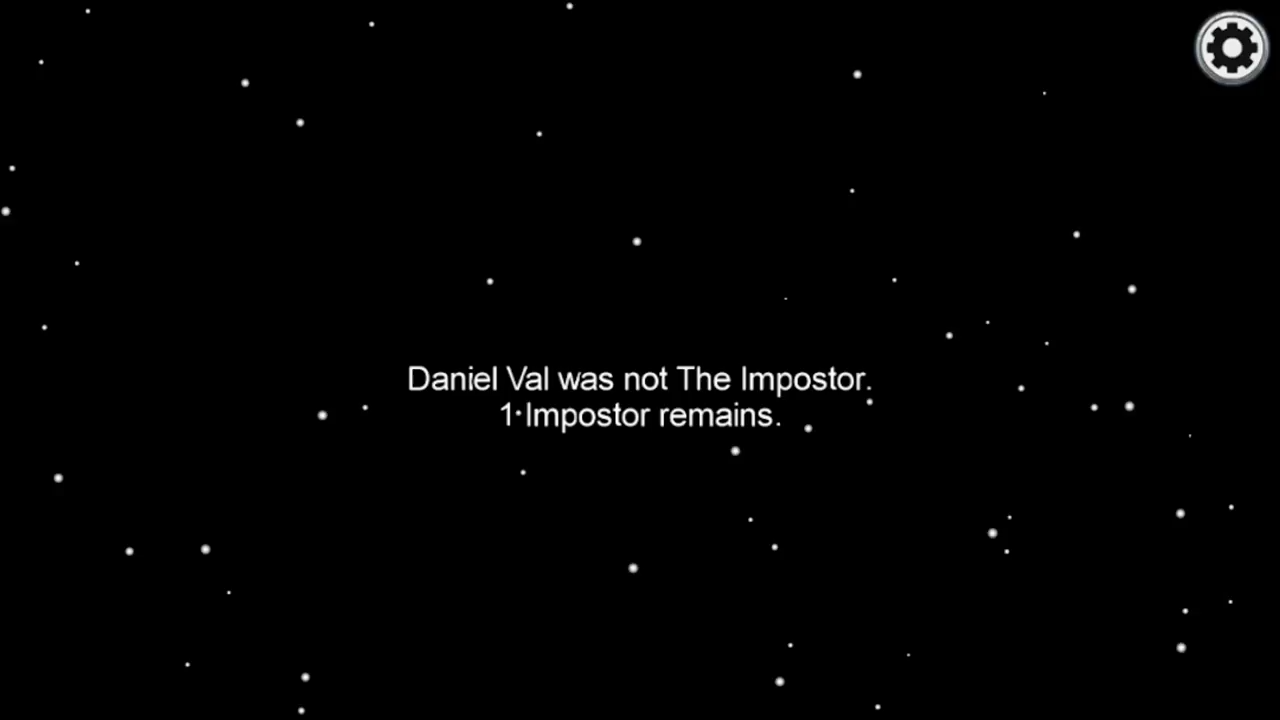 Daniel Val was not The Impostor.
1 Impostor remains.